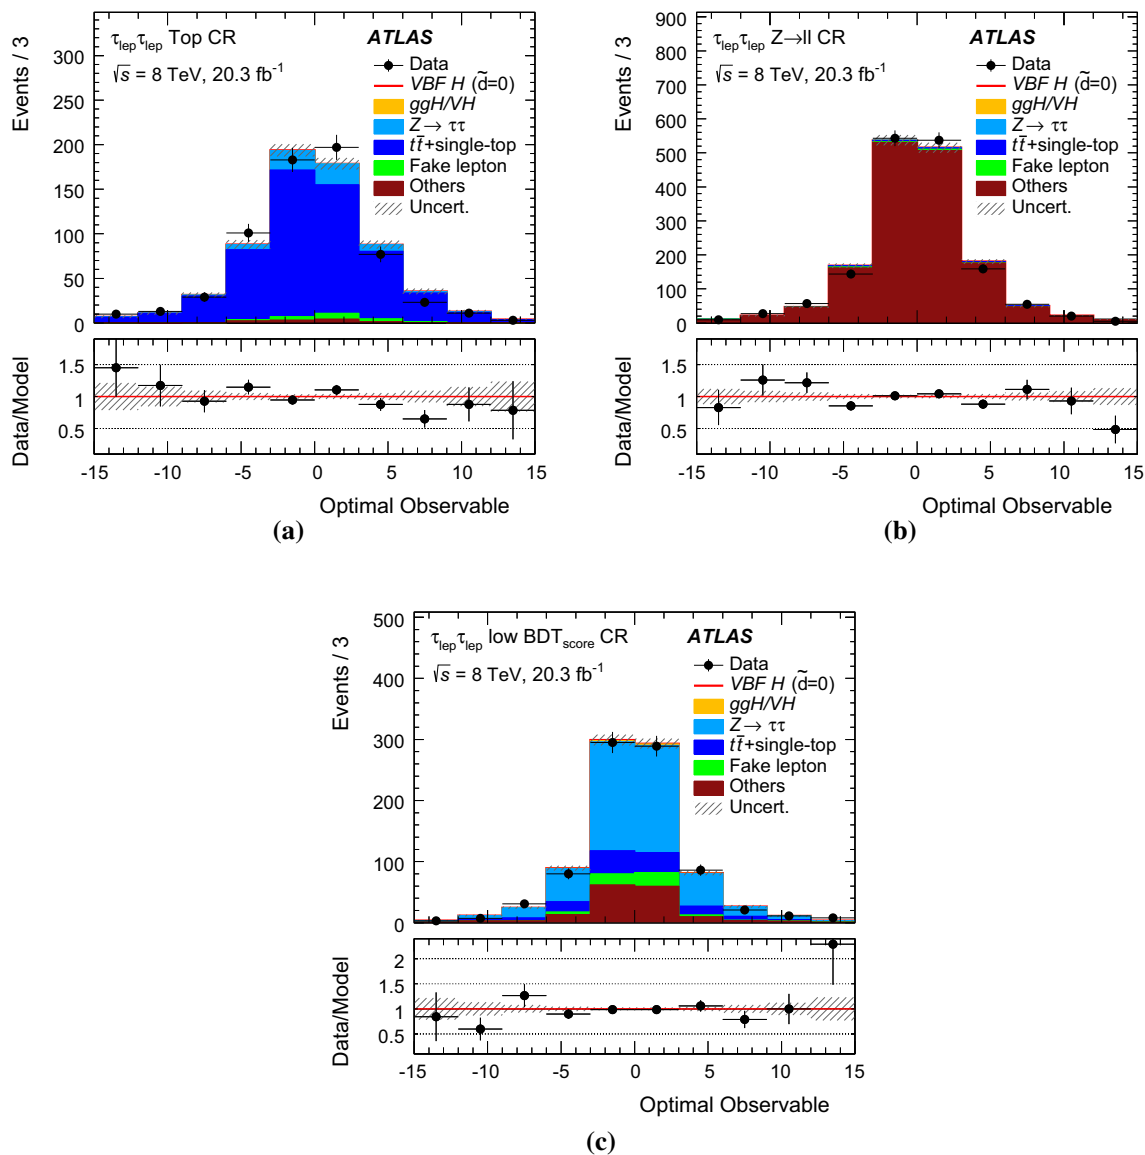 τlepτlep Top CR
√s = 8 TeV, 20.3 fb-1
ATLAS
Data
VBF H (d̃=0)
ggH/VH
Z→ ττ
tt̄+single-top
Fake lepton
Others
Uncert.
Events / 3
350
300
250
200
150
100
50
0
Data/Model
1.5
1
0.5
-15 -10 -5 0 5 10 15
Optimal Observable
(a)
τlepτlep Z→ll CR
√s = 8 TeV, 20.3 fb-1
ATLAS
Data
VBF H (d̃=0)
ggH/VH
Z→ ττ
tt̄+single-top
Fake lepton
Others
Uncert.
Events / 3
900
800
700
600
500
400
300
200
100
0
Data/Model
1.5
1
0.5
-15 -10 -5 0 5 10 15
Optimal Observable
(b)
τlepτlep low BDTscore CR
√s = 8 TeV, 20.3 fb-1
ATLAS
Data
VBF H (d̃=0)
ggH/VH
Z→ ττ
tt̄+single-top
Fake lepton
Others
Uncert.
Events / 3
500
400
300
200
100
0
Data/Model
2
1.5
1
0.5
-15 -10 -5 0 5 10 15
Optimal Observable
(c)